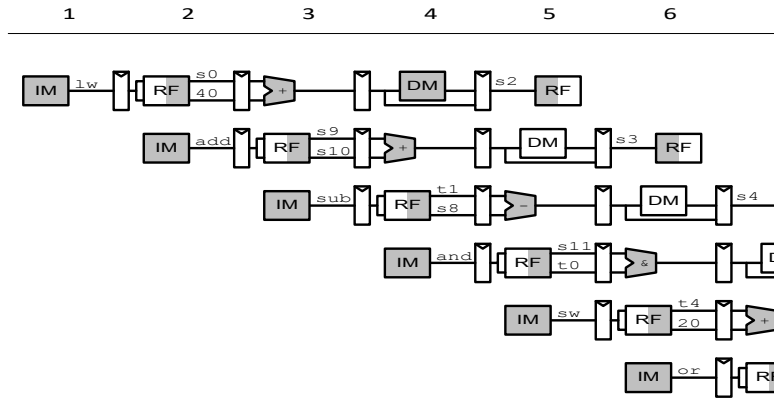 1 2 3 4 5 6
s0 s2
IM lw RF 40 + DM RF
s9 s3
IM add RF s10 + DM RF
t1 s4
IM sub RF s8 - DM
s11
IM and RF t0 & D
t4
IM sw RF 20 +
IM or RF